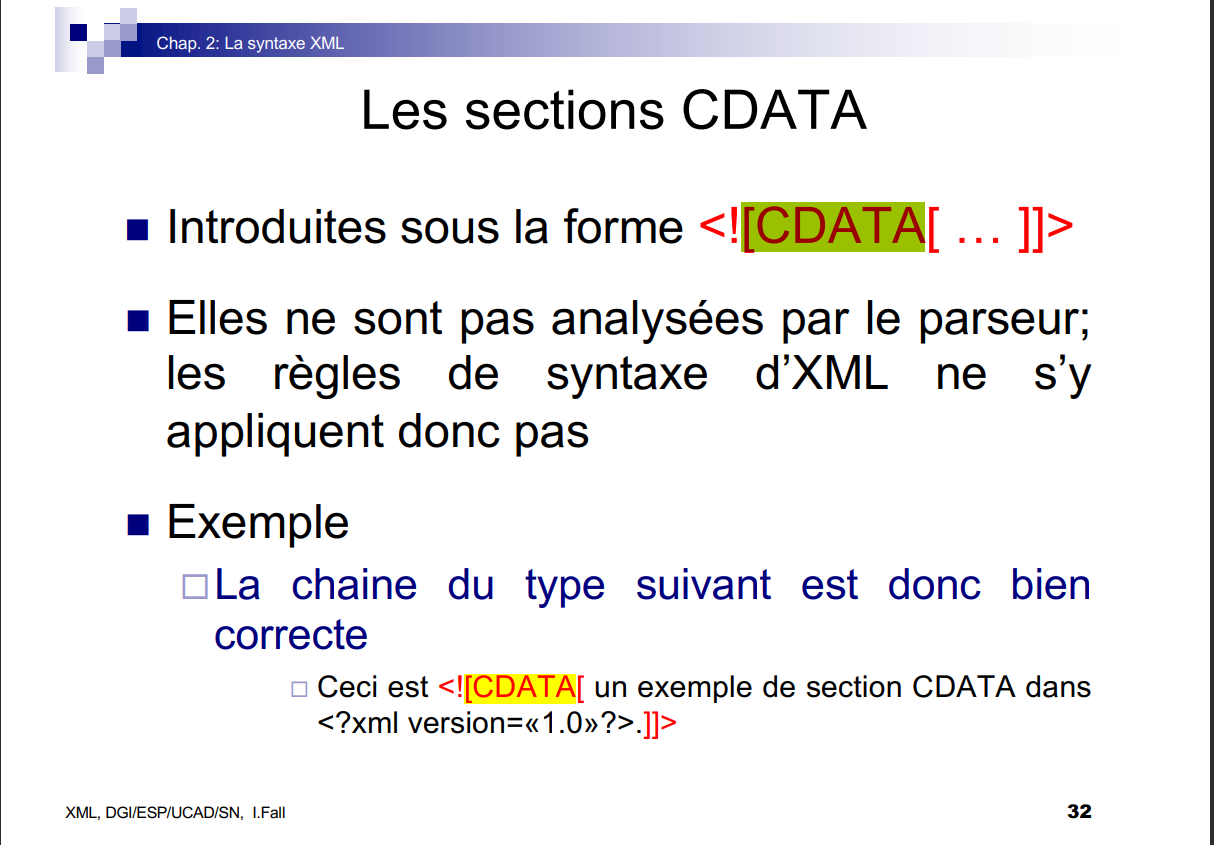 Chap. 2: La syntaxe XML
Les sections CDATA
Introduites sous la forme <![CDATA[ … ]]>
Elles ne sont pas analysées par le parseur;
les règles de syntaxe d’XML ne s’y
appliquent donc pas
Exemple
La chaine du type suivant est donc bien
correcte
Ceci est <![CDATA[ un exemple de section CDATA dans
<?xml version=«1.0»?>.]]>
XML, DGI/ESP/UCAD/SN, I.Fall
32